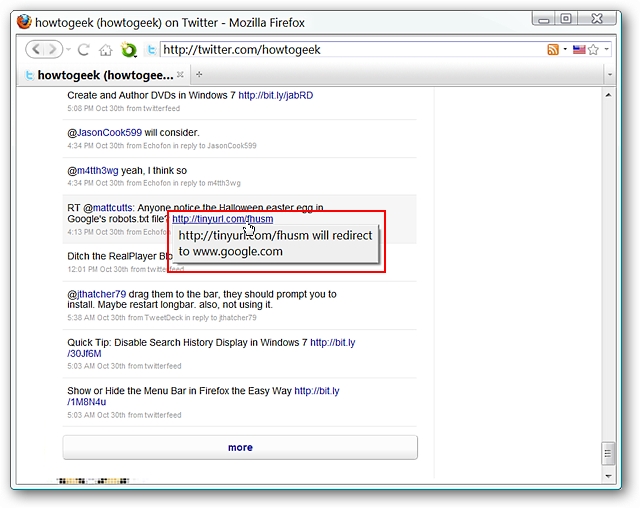 howtogeek (howtogeek) on Twitter - Mozilla Firefox
http://twitter.com/howtogeek
howtogeek (howtogee...
Create and Author DVDs in Windows 7 http://bit.ly/jabRD
5:08 PM Oct 30th from twitterfeed
@JasonCook599 will consider.
4:34 PM Oct 30th from Echofon in reply to JasonCook599
@m4tth3wg yeah, I think so
4:34 PM Oct 30th from Echofon in reply to m4tth3wg
RT @mattcutts: Anyone notice the Halloween easter egg in
Google's robots.txt file? http://tinyurl.com/fhusm
4:13 PM Oct 30th from Echofon
http://tinyurl.com/fhusm will redirect
to www.google.com
Ditch the RealPlayer Blo
12:01 PM Oct 30th from twitterfeed
@jthatcher79 drag them to the bar, they should prompt you to
install. Maybe restart longbar. also, not using it.
5:38 AM Oct 30th from TweetDeck in reply to jthatcher79
Quick Tip: Disable Search History Display in Windows 7 http://bit.ly
/30Jf6M
5:03 AM Oct 30th from twitterfeed
Show or Hide the Menu Bar in Firefox the Easy Way http://bit.ly
/1M8N4u
5:03 AM Oct 30th from twitterfeed
more